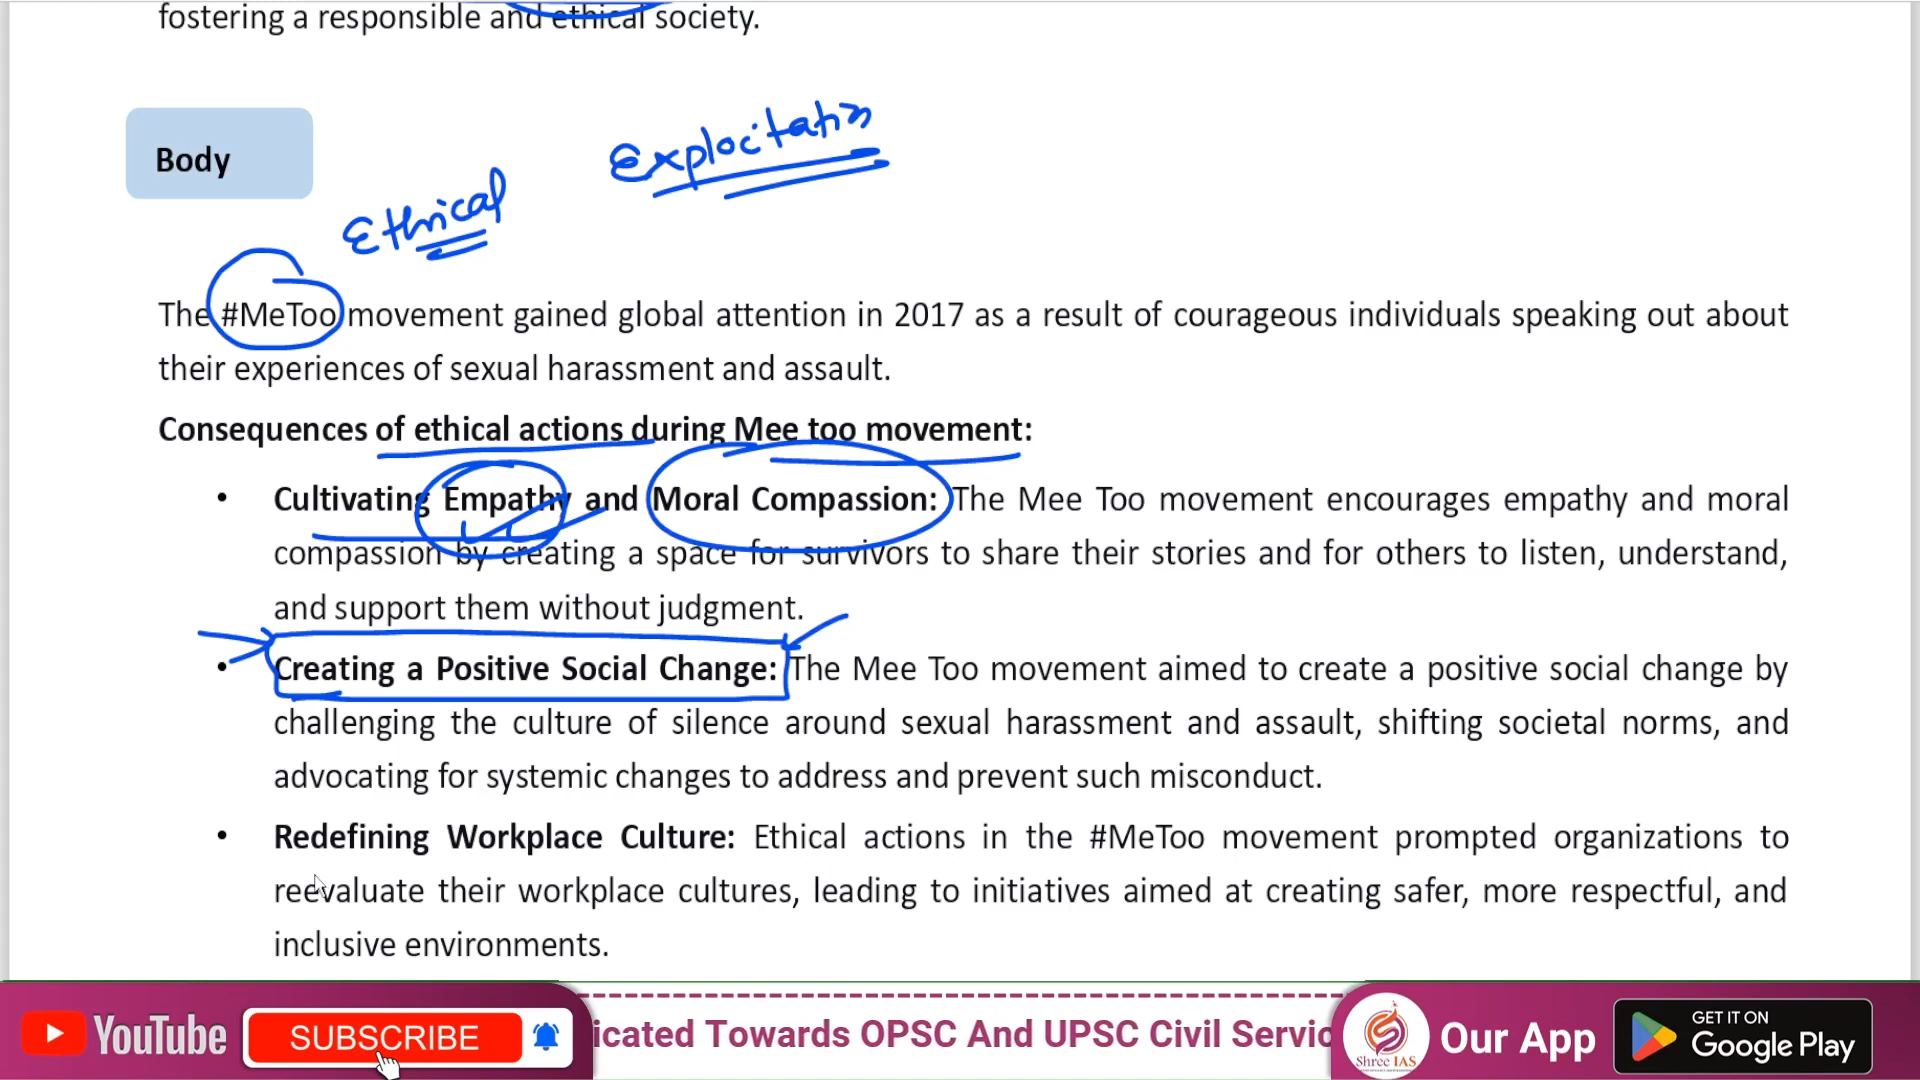 fostering a responsible and ethical society.
Body
Ethical
Explocitation
The #MeToo movement gained global attention in 2017 as a result of courageous individuals speaking out about
their experiences of sexual harassment and assault.
Consequences of ethical actions during Mee too movement:
• Cultivating Empathy and Moral Compassion: The Mee Too movement encourages empathy and moral
compassion by creating a space for survivors to share their stories and for others to listen, understand,
and support them without judgment.
• Creating a Positive Social Change: The Mee Too movement aimed to create a positive social change by
challenging the culture of silence around sexual harassment and assault, shifting societal norms, and
advocating for systemic changes to address and prevent such misconduct.
• Redefining Workplace Culture: Ethical actions in the #MeToo movement prompted organizations to
reevaluate their workplace cultures, leading to initiatives aimed at creating safer, more respectful, and
inclusive environments.
YouTube
SUBSCRIBE
icated Towards OPSC And UPSC Civil Servic
Shree IAS
Our App
GET IT ON
Google Play